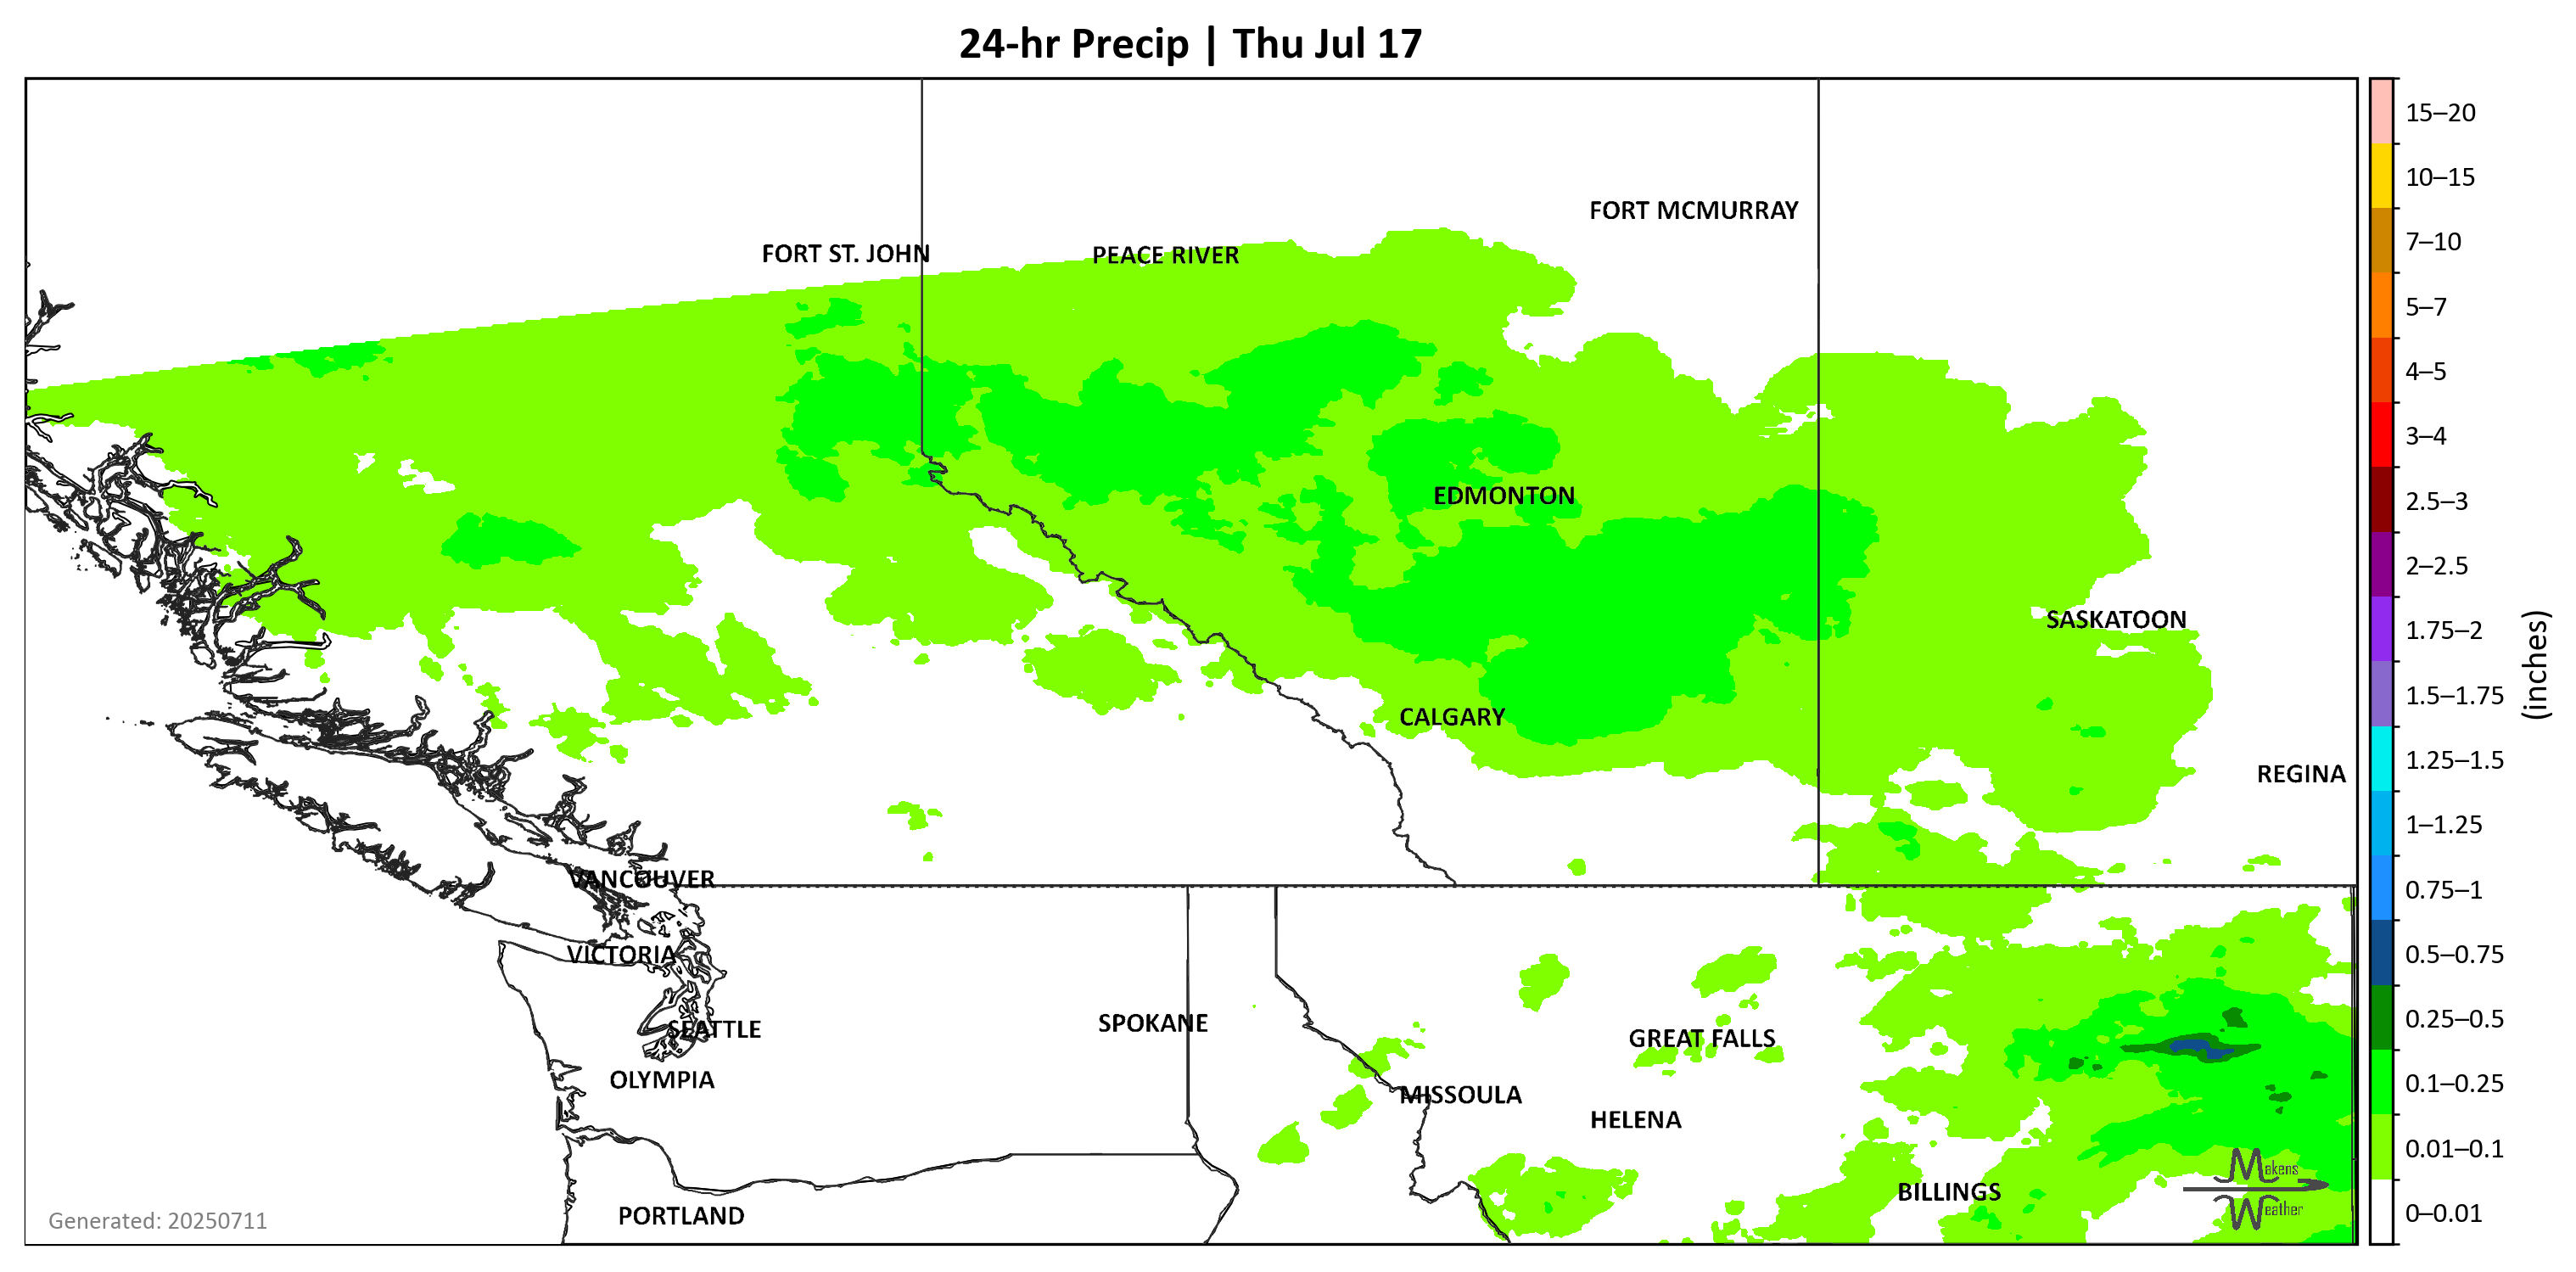 24-hr Precip | Thu Jul 17
15–20
10–15
7–10
5–7
4–5
3–4
2.5–3
2–2.5
1.75–2
1.5–1.75
1.25–1.5
1–1.25
0.75–1
0.5–0.75
0.25–0.5
0.1–0.25
0.01–0.1
0–0.01
(inches)
FORT MCMURRAY
FORT ST. JOHN
PEACE RIVER
EDMONTON
SASKATOON
CALGARY
REGINA
VANCOUVER
VICTORIA
SPOKANE
SEATTLE
GREAT FALLS
OLYMPIA
MISSOULA
HELENA
BILLINGS
PORTLAND
Makens
Weather
Generated: 20250711